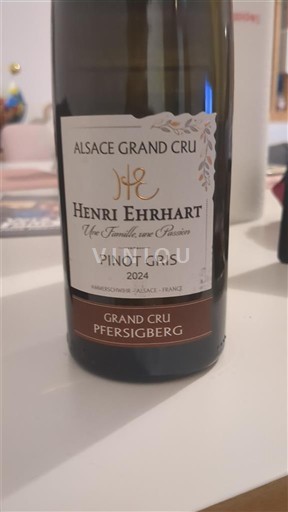 ALSACE GRAND CRU
HE
HENRI EHRHART
Une Famille, une Passion
VINIOU
PINOT GRIS
2024
AMMERSCHWIHR - ALSACE - FRANCE
GRAND CRU
PFERSIGBERG